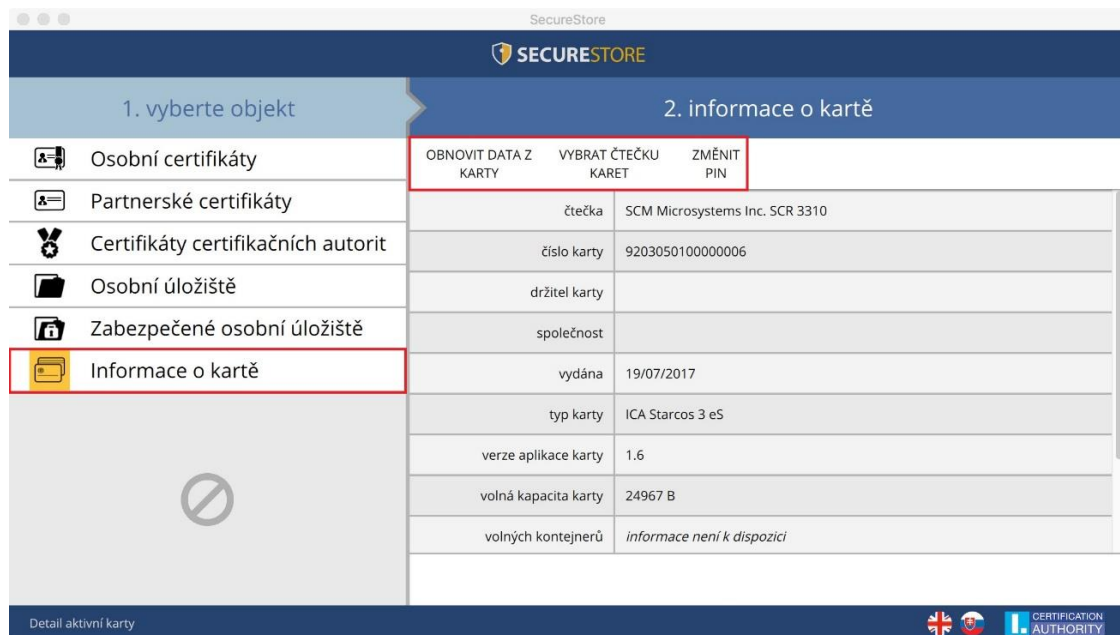 SecureStore
SECURESTORE
1. vyberte objekt
2. informace o kartě
Osobní certifikáty
Partnerské certifikáty
Certifikáty certifikačních autorit
Osobní úložiště
Zabezpečené osobní úložiště
Informace o kartě
OBNOVIT DATA Z
KARTY
VYBRAT ČTEČKU
KARET
ZMĚNIT
PIN
čtečka SCM Microsystems Inc. SCR 3310
číslo karty 9203050100000006
držitel karty
společnost
vydána 19/07/2017
typ karty ICA Starcos 3 eS
verze aplikace karty 1.6
volná kapacita karty 24967 B
volných kontejnerů informace není k dispozici
Detail aktivní karty
I. CERTIFICATION
AUTHORITY